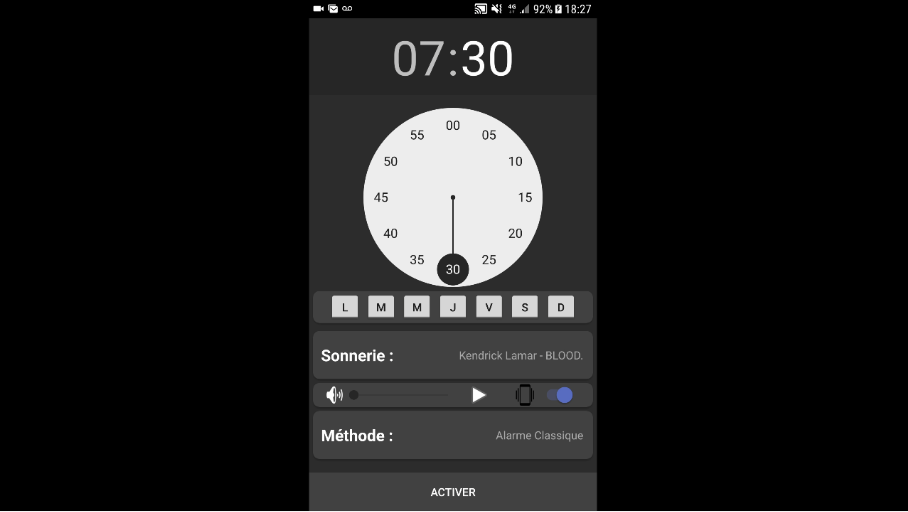 4G 92% 18:27
07:30
00
55 05
50 10
45 15
40 20
35 25
30
L M M J V S D
Sonnerie : Kendrick Lamar - BLOOD.
Méthode : Alarme Classique
ACTIVER